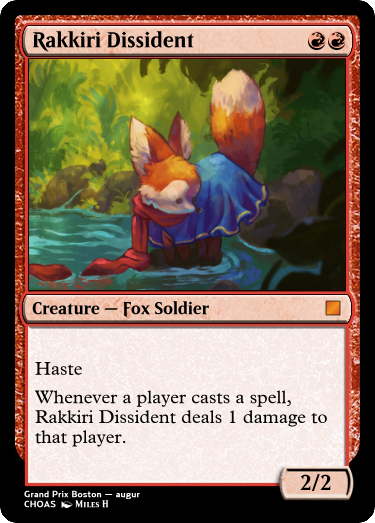 Rakkiri Dissident
Creature — Fox Soldier
Haste
Whenever a player casts a spell,
Rakkiri Dissident deals 1 damage to
that player.
2/2
Grand Prix Boston — augur
CHOAS Miles H